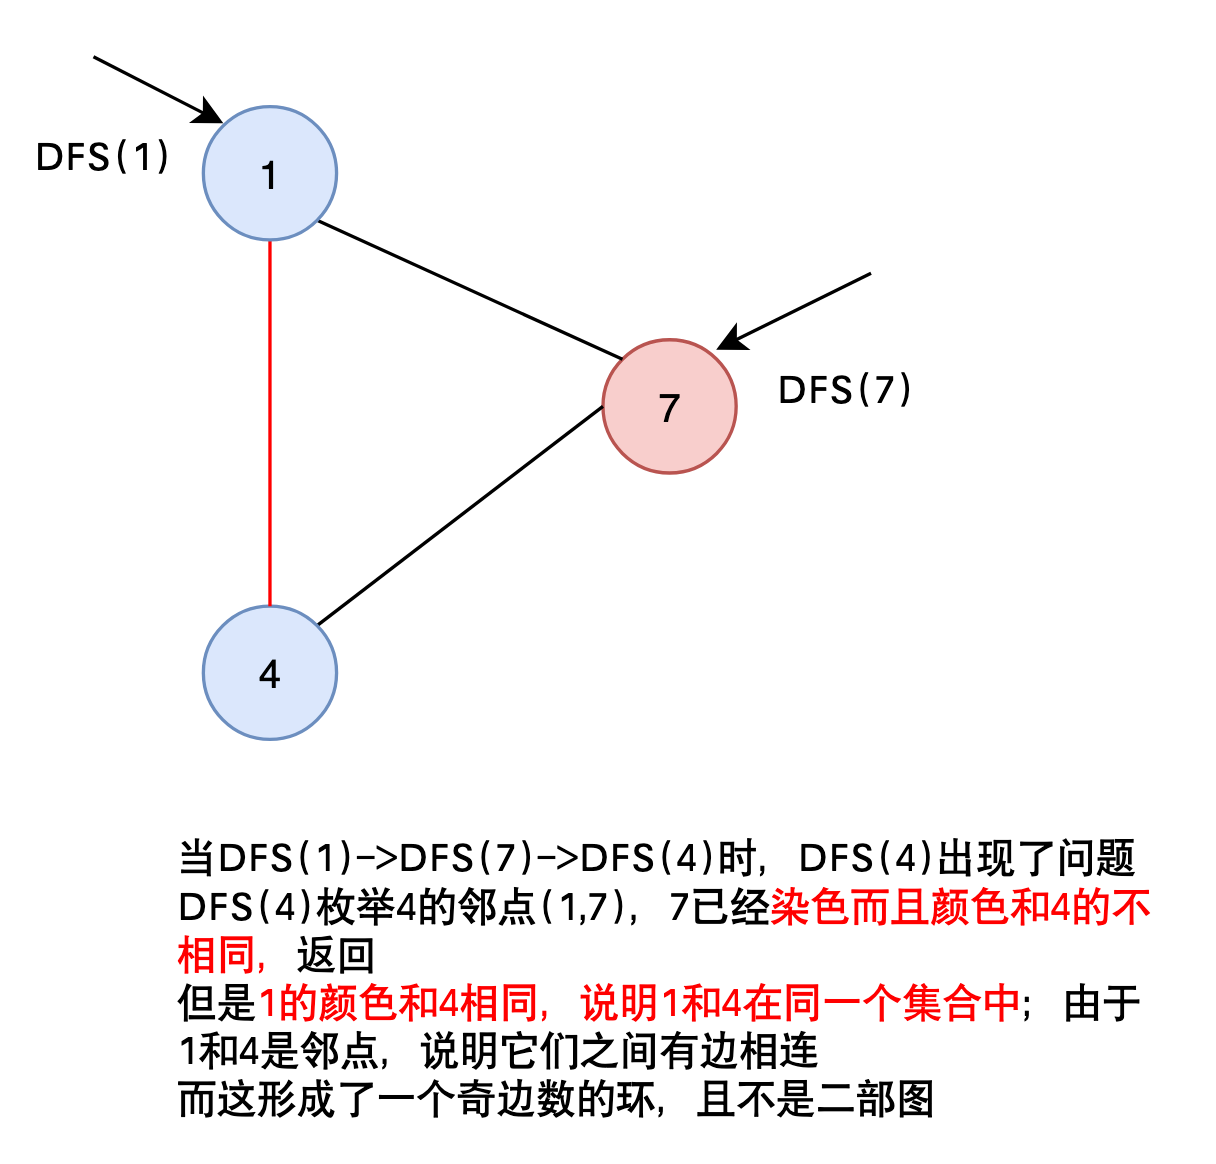 DFS(1)
1
7
DFS(7)
4
当DFS(1)->DFS(7)->DFS(4)时，DFS(4)出现了问题
DFS(4)枚举4的邻点(1,7)，7已经染色而且颜色和4的不
相同，返回
但是1的颜色和4相同，说明1和4在同一个集合中；由于
1和4是邻点，说明它们之间有边相连
而这形成了一个奇边数的环，且不是二部图